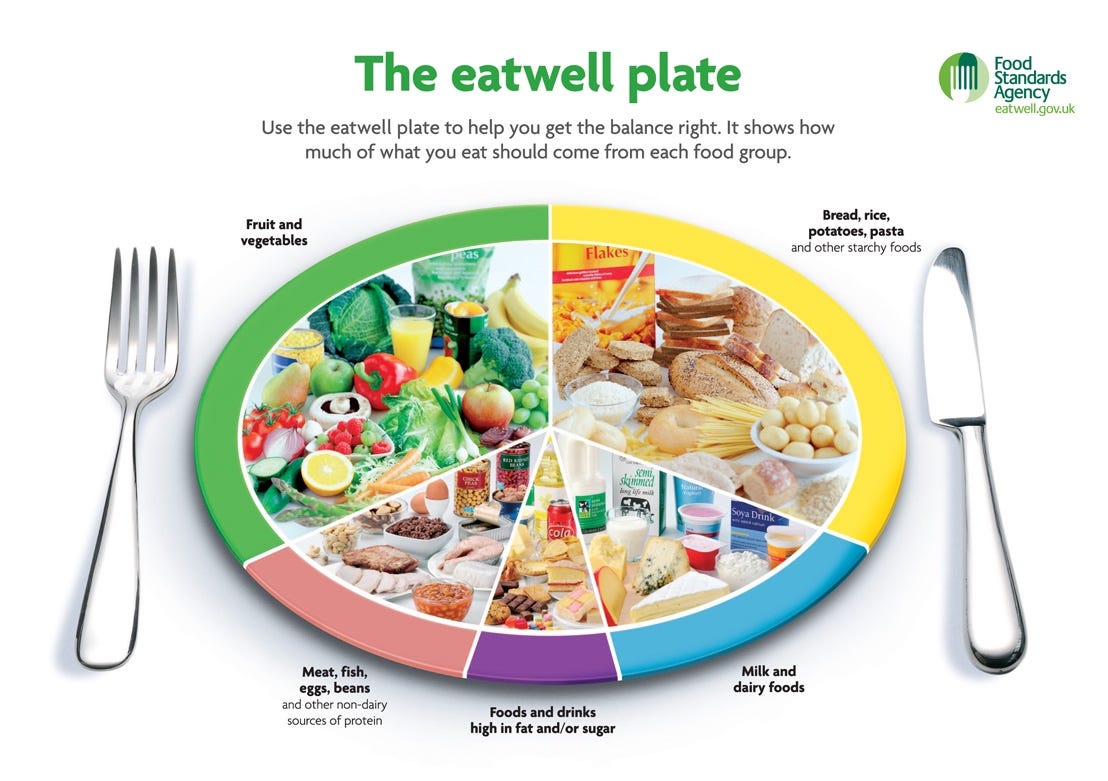 The eatwell plate
Use the eatwell plate to help you get the balance right. It shows how
much of what you eat should come from each food group.
Food
Standards
Agency
eatwell.gov.uk
Fruit and
vegetables
Bread, rice,
potatoes, pasta
and other starchy foods
peas
Flakes
CHICK
PEAS
RED KIDNEY
BEANS
cola
semi
skimmed
long life milk
Natural
Yoghurt
Soya Drink
Meat, fish,
eggs, beans
and other non-dairy
sources of protein
Foods and drinks
high in fat and/or sugar
Milk and
dairy foods